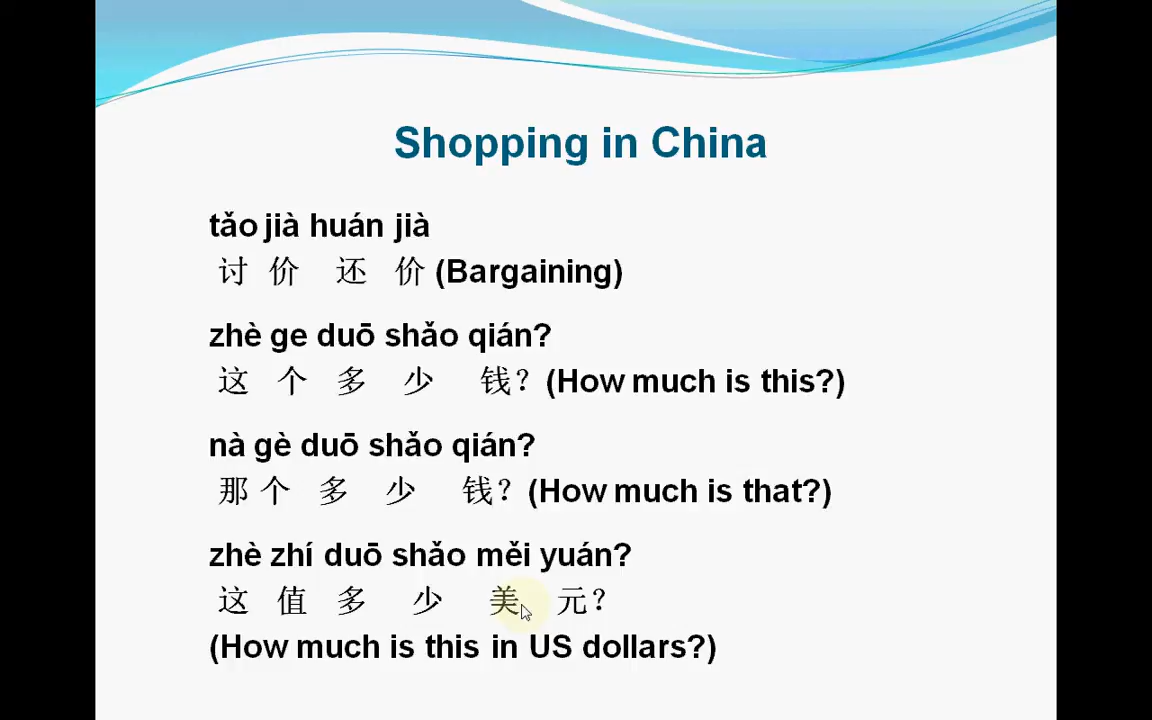 Shopping in China
tǎo jià huán jià
讨 价 还 价 (Bargaining)
zhè ge duō shǎo qián?
这 个 多 少 钱？(How much is this?)
nà gè duō shǎo qián?
那 个 多 少 钱？(How much is that?)
zhè zhí duō shǎo měi yuán?
这 值 多 少 美 元？
(How much is this in US dollars?)